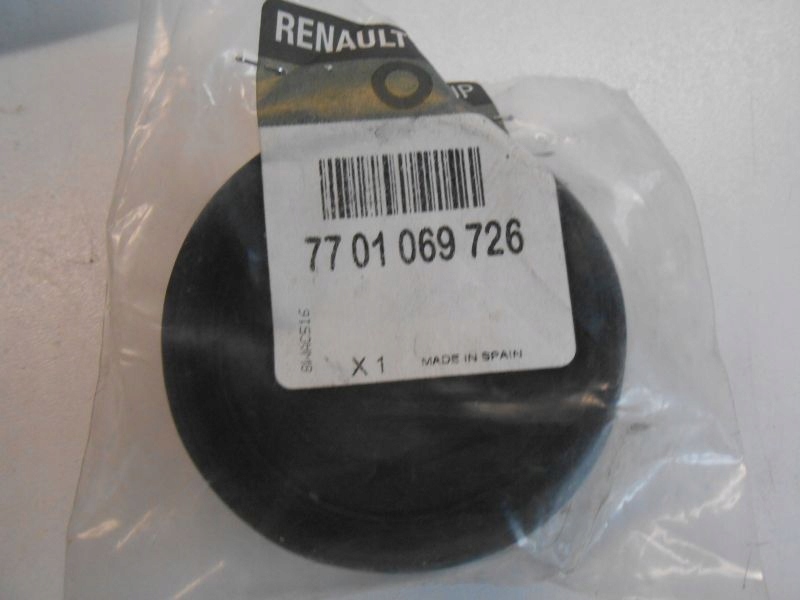 RENAULT
77 01 069 726
X 1
MADE IN SPAIN